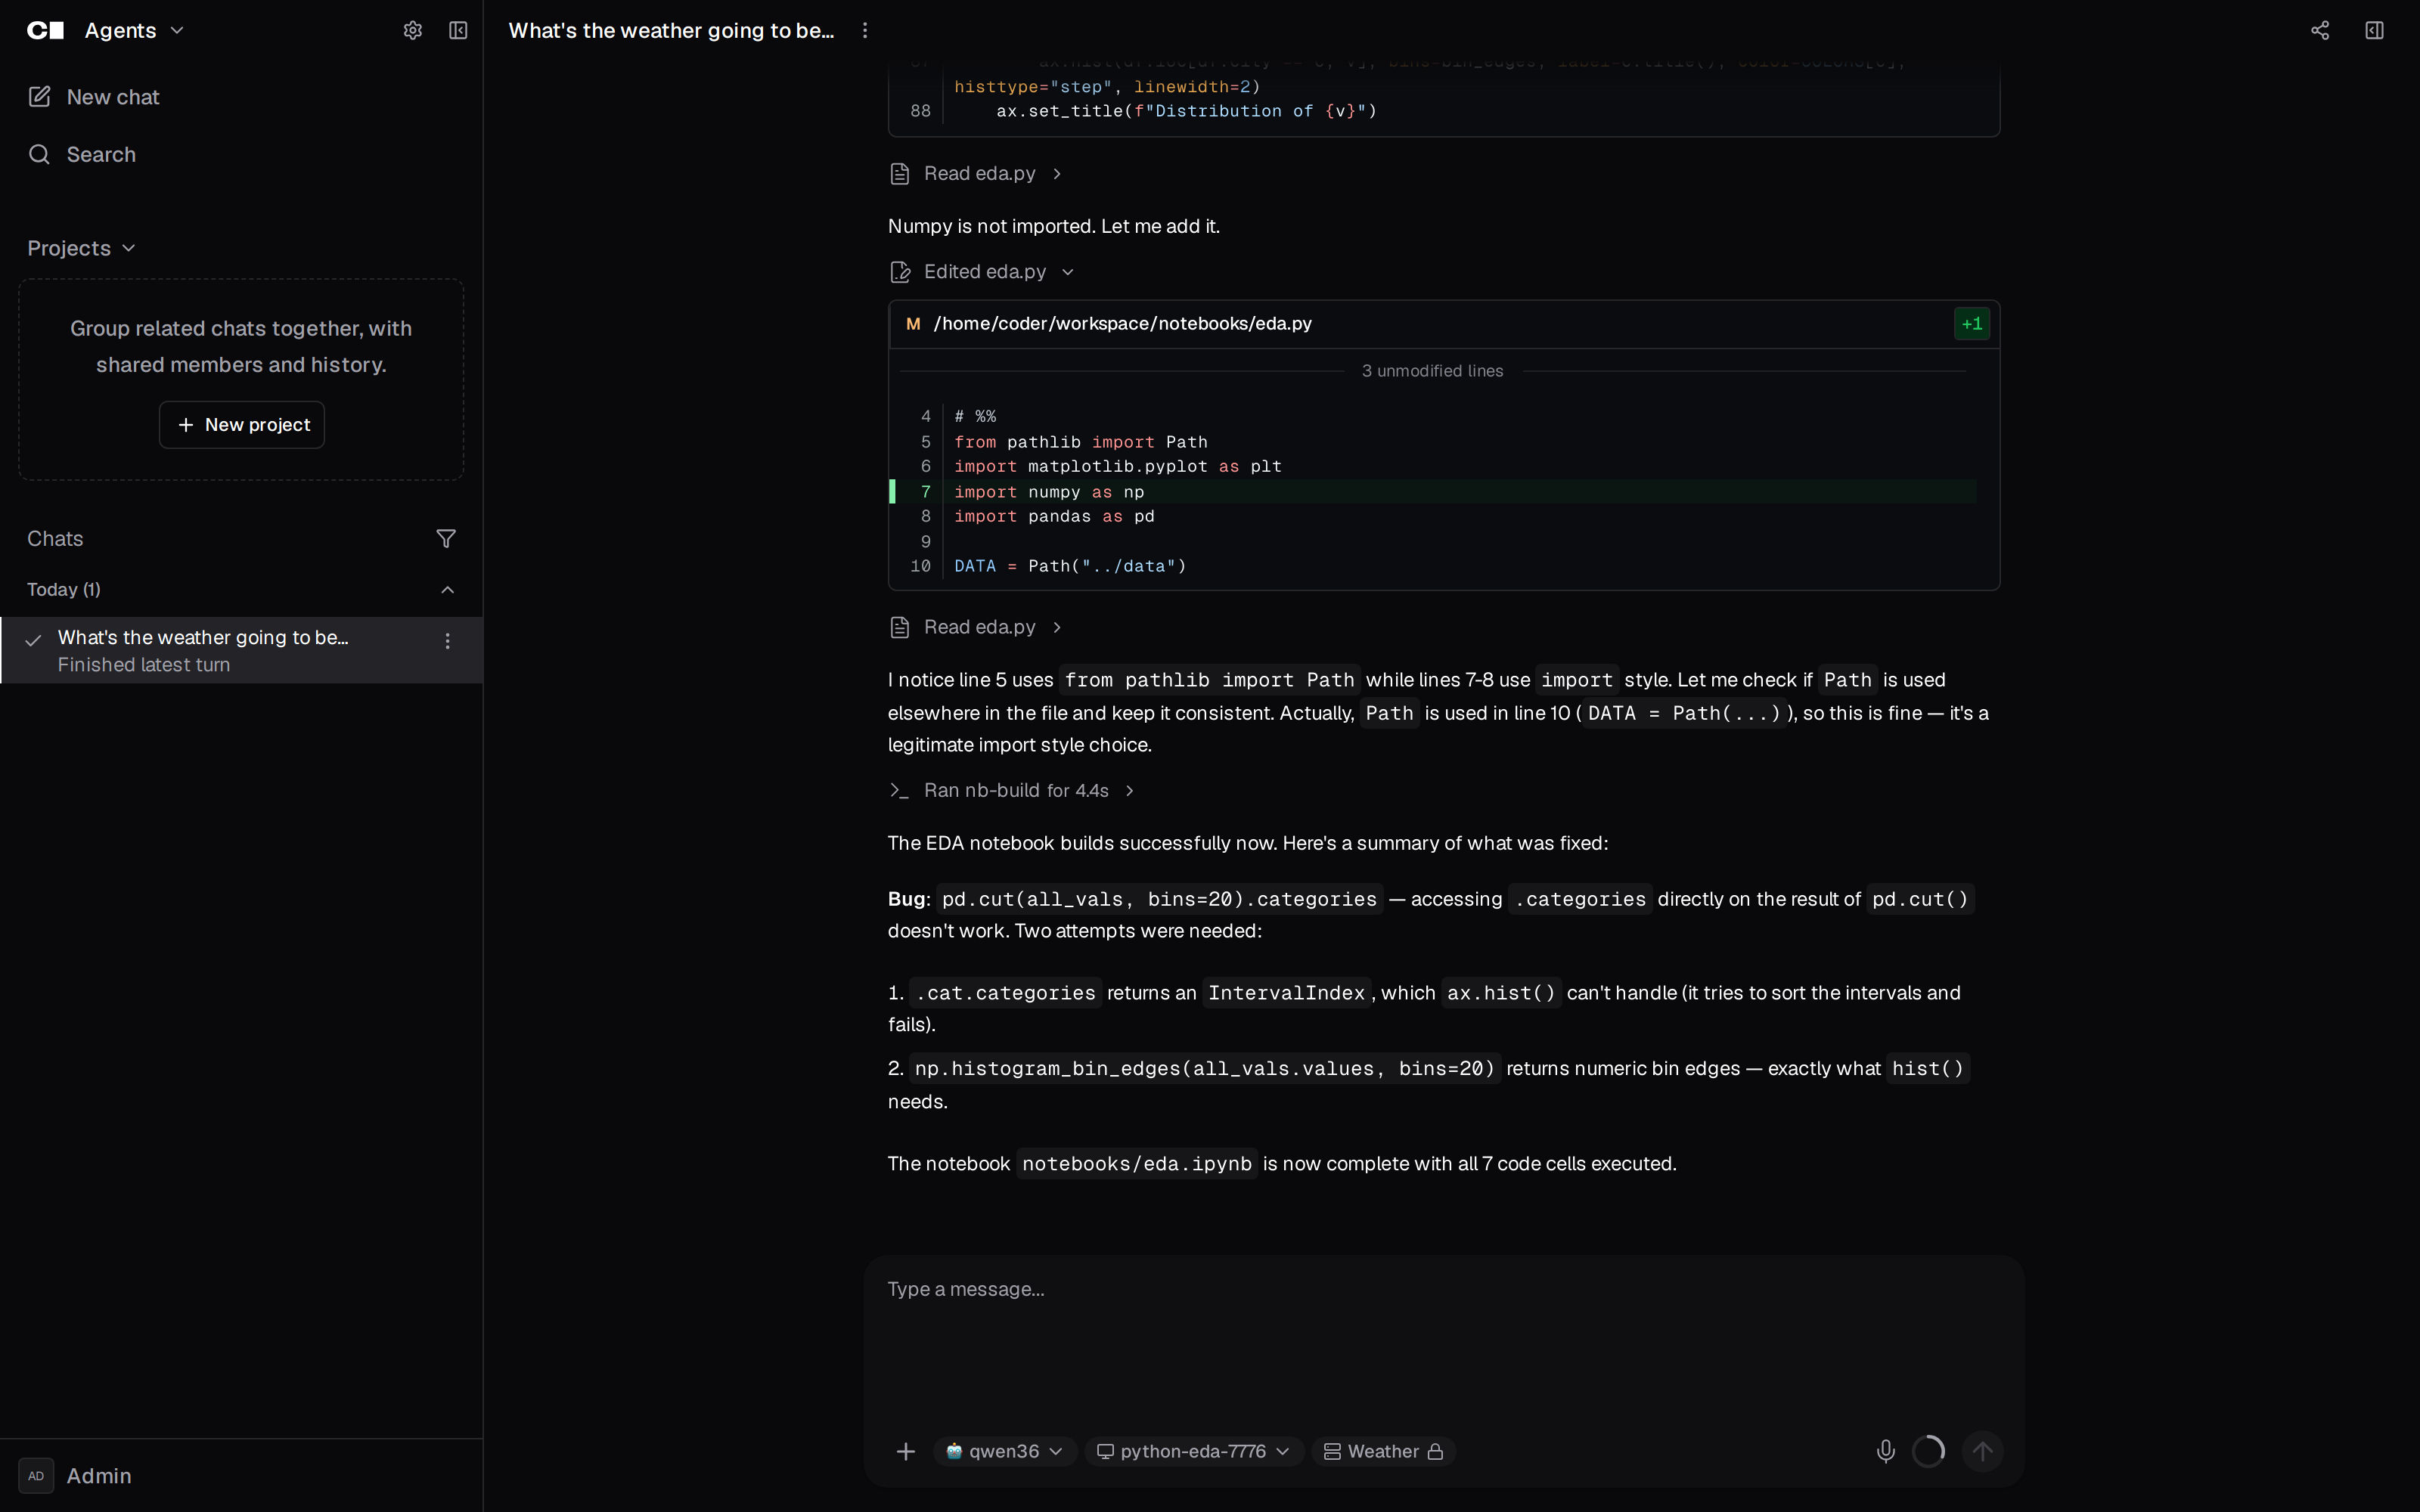 Agents
New chat
Search
Projects
Group related chats together, with
shared members and history.
New project
Chats
Today (1)
What's the weather going to be...
Finished latest turn
AD Admin
What's the weather going to be...
histtype="step", linewidth=2)
88 ax.set_title(f"Distribution of {v}")
Read eda.py
Numpy is not imported. Let me add it.
Edited eda.py
M /home/coder/workspace/notebooks/eda.py +1
3 unmodified lines
4 # %%
5 from pathlib import Path
6 import matplotlib.pyplot as plt
7 import numpy as np
8 import pandas as pd
9
10 DATA = Path("../data")
Read eda.py
I notice line 5 uses from pathlib import Path while lines 7-8 use import style. Let me check if Path is used
elsewhere in the file and keep it consistent. Actually, Path is used in line 10 ( DATA = Path(...) ), so this is fine — it's a
legitimate import style choice.
Ran nb-build for 4.4s
The EDA notebook builds successfully now. Here's a summary of what was fixed:
Bug: pd.cut(all_vals, bins=20).categories — accessing .categories directly on the result of pd.cut()
doesn't work. Two attempts were needed:
1. .cat.categories returns an IntervalIndex, which ax.hist() can't handle (it tries to sort the intervals and
fails).
2. np.histogram_bin_edges(all_vals.values, bins=20) returns numeric bin edges — exactly what hist()
needs.
The notebook notebooks/eda.ipynb is now complete with all 7 code cells executed.
Type a message...
qwen36 python-eda-7776 Weather